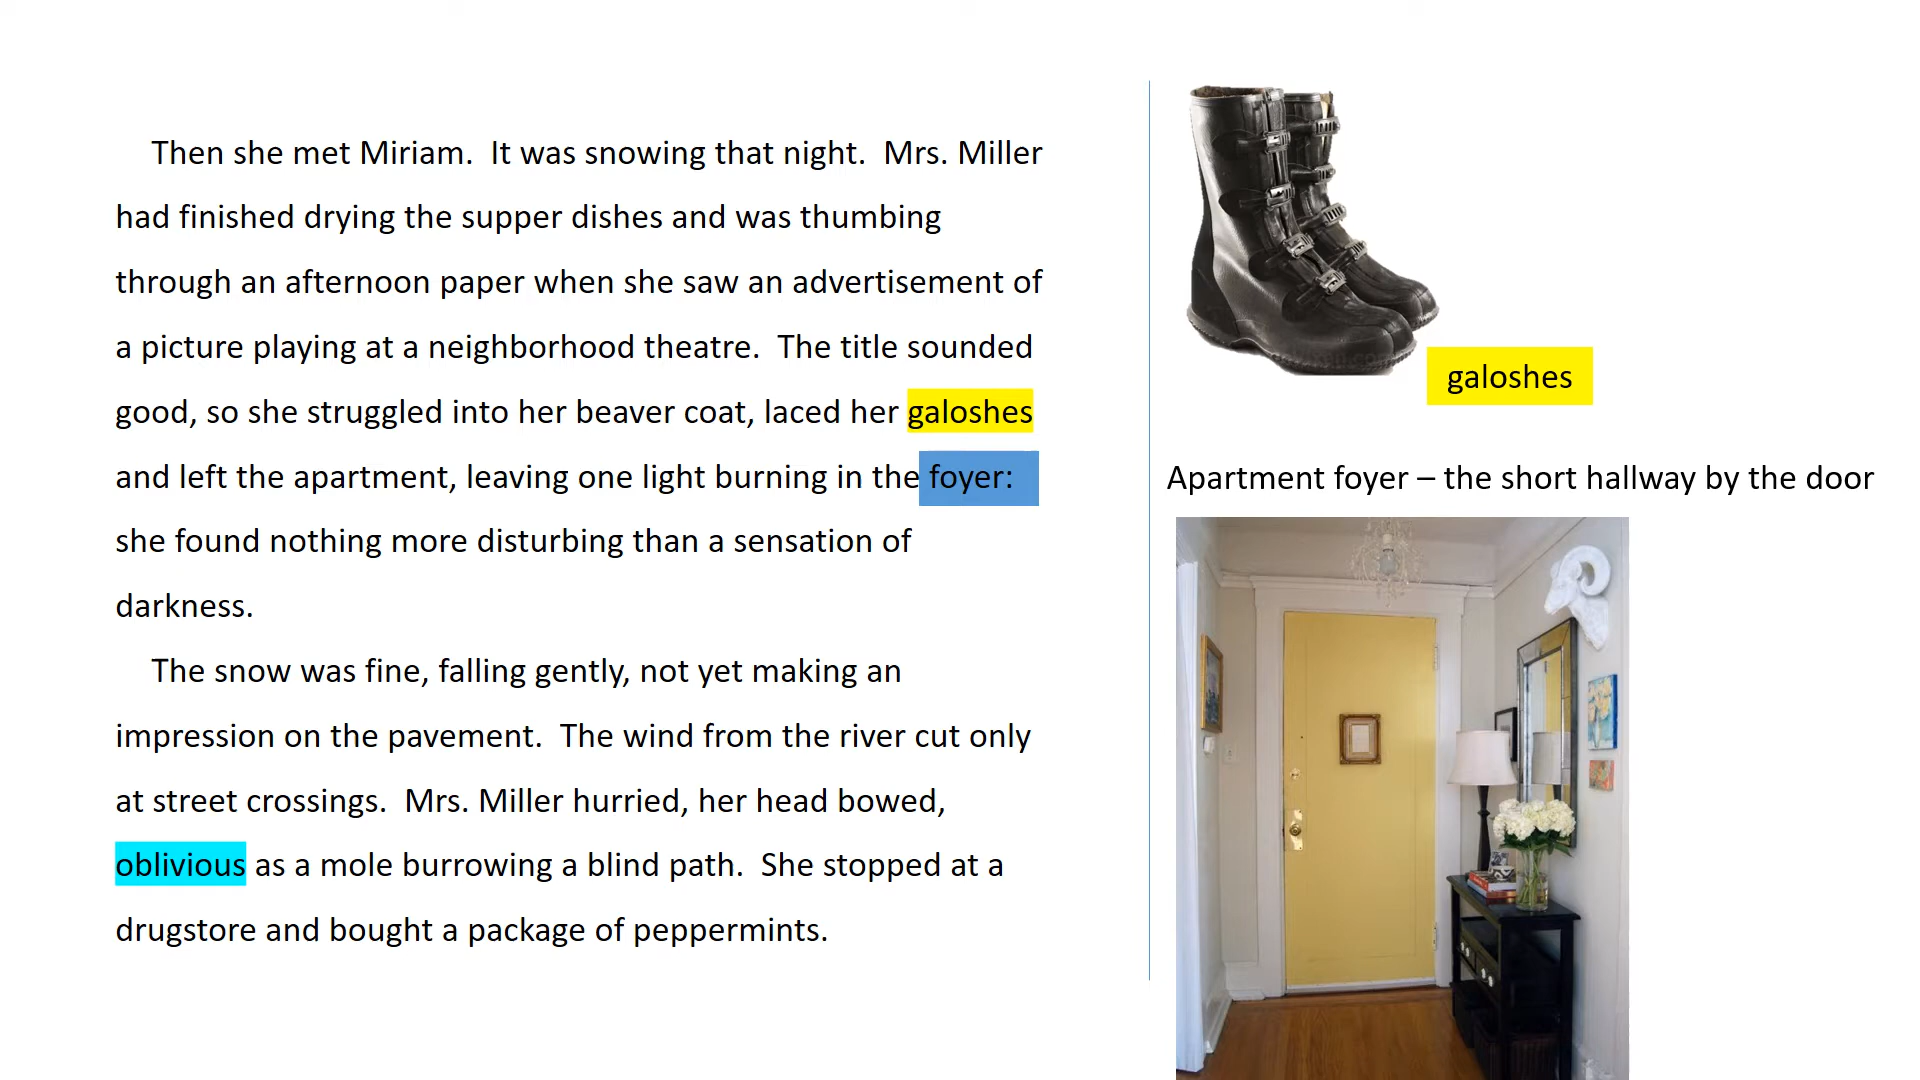 Then she met Miriam.  It was snowing that night.  Mrs. Miller
had finished drying the supper dishes and was thumbing
through an afternoon paper when she saw an advertisement of
a picture playing at a neighborhood theatre.  The title sounded
good, so she struggled into her beaver coat, laced her galoshes
and left the apartment, leaving one light burning in the foyer:
she found nothing more disturbing than a sensation of
darkness.
The snow was fine, falling gently, not yet making an
impression on the pavement.  The wind from the river cut only
at street crossings.  Mrs. Miller hurried, her head bowed,
oblivious as a mole burrowing a blind path.  She stopped at a
drugstore and bought a package of peppermints.
galoshes
Apartment foyer – the short hallway by the door